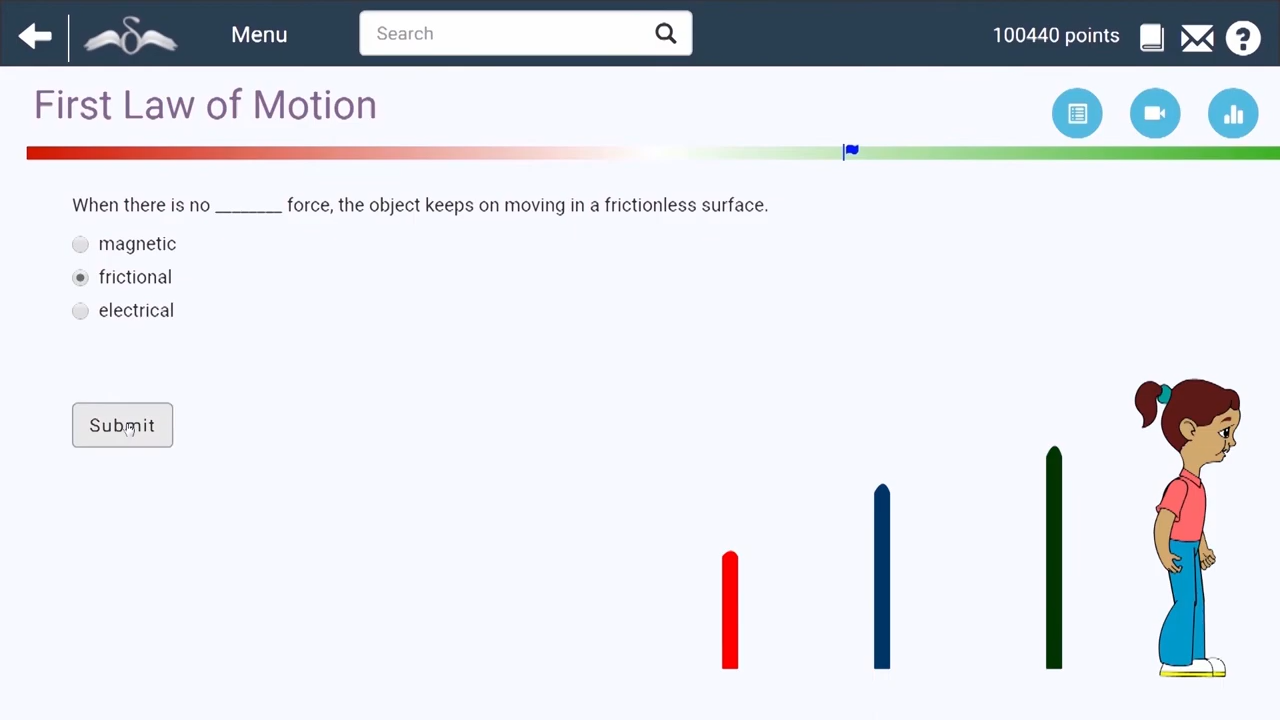 Menu
Search
100440 points
?
First Law of Motion
When there is no ________ force, the object keeps on moving in a frictionless surface.
magnetic
frictional
electrical
Submit